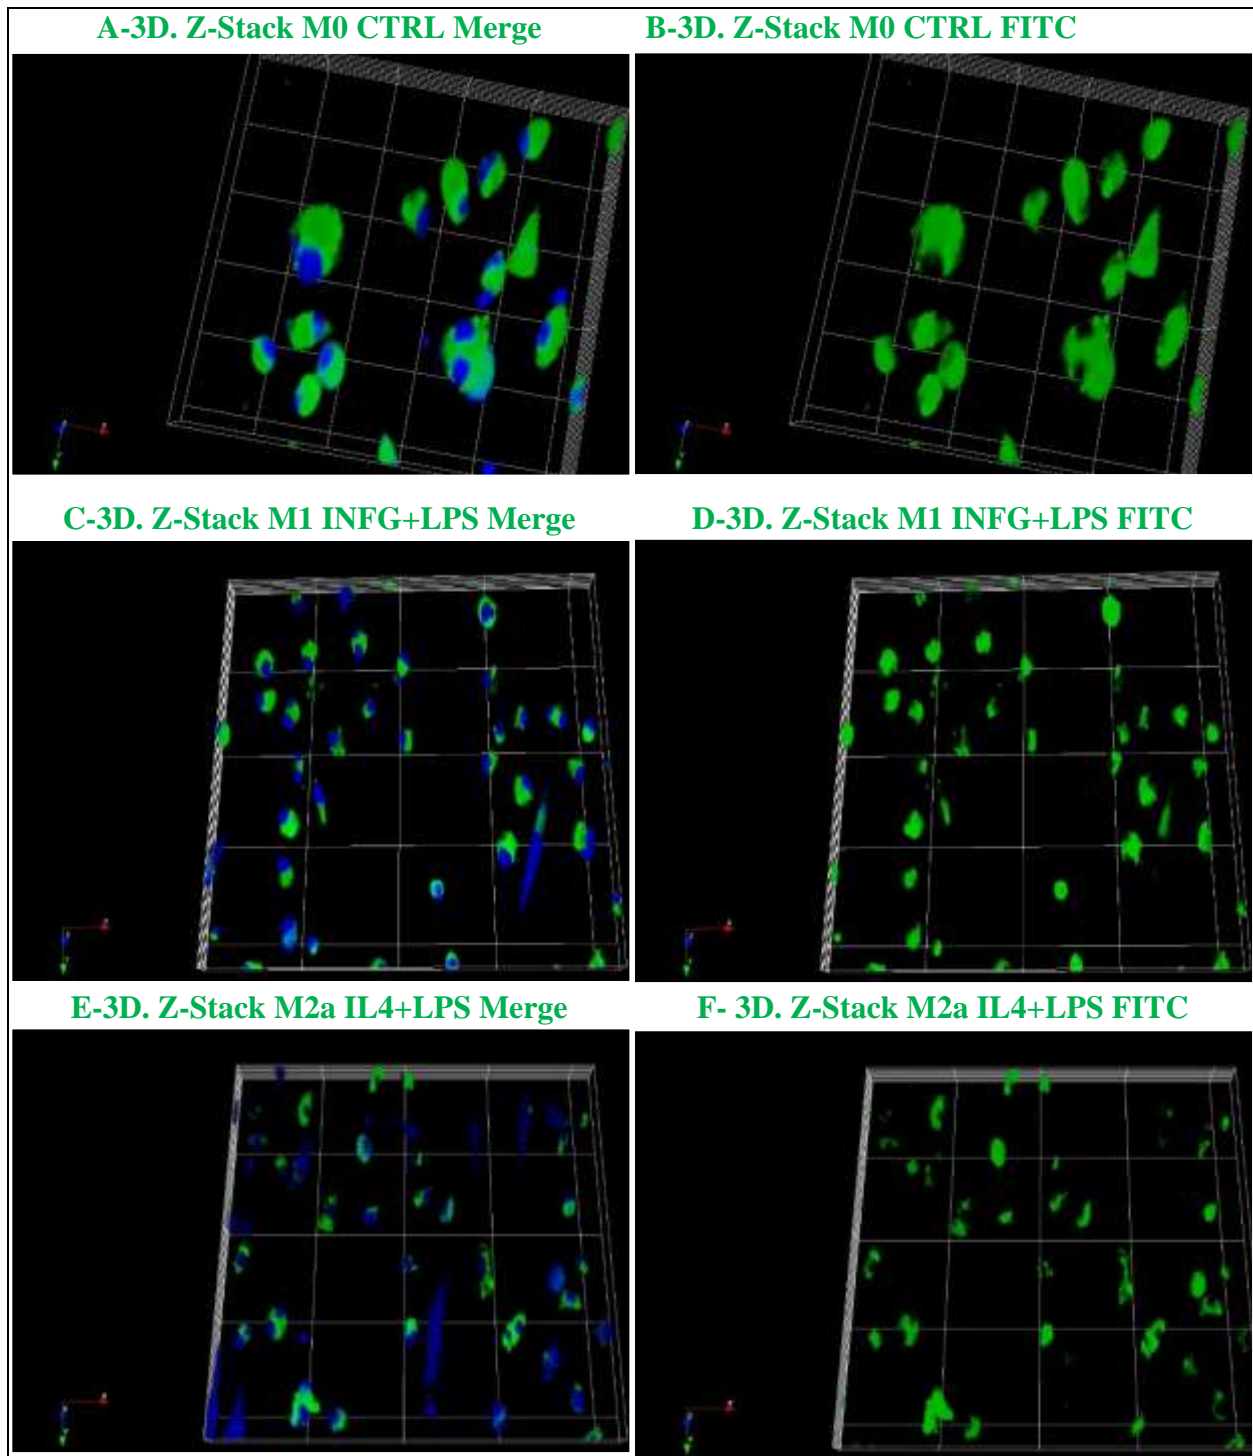 A-3D. Z-Stack M0 CTRL Merge
B-3D. Z-Stack M0 CTRL FITC
C-3D. Z-Stack M1 INFG+LPS Merge
D-3D. Z-Stack M1 INFG+LPS FITC
E-3D. Z-Stack M2a IL4+LPS Merge
F- 3D. Z-Stack M2a IL4+LPS FITC